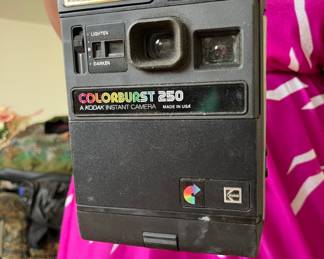 LIGHTEN
DARKEN
COLORBURST 250
A KODAK INSTANT CAMERA MADE IN USA